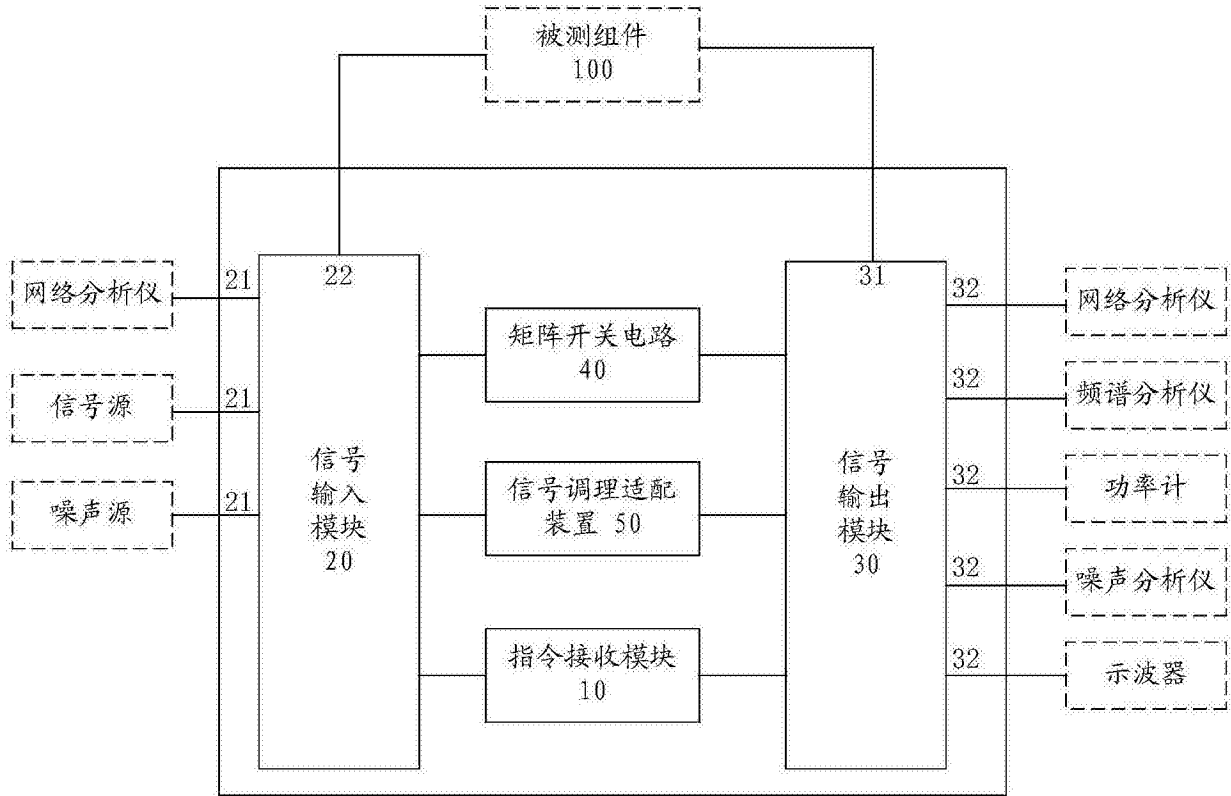 被测组件
100
21
22
31
32
网络分析仪
网络分析仪
矩阵开关电路
40
21
信号源
32
频谱分析仪
信号
输入
模块
20
信号调理适配
装置 50
信号
输出
模块
30
32
功率计
21
噪声源
32
噪声分析仪
指令接收模块
10
32
示波器